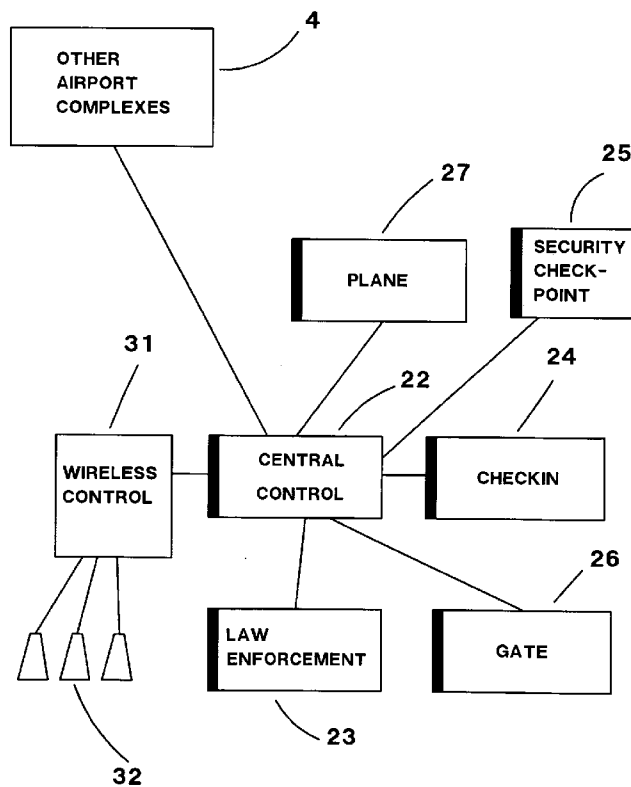 4
OTHER
AIRPORT
COMPLEXES
25
27
SECURITY
CHECK-
POINT
PLANE
31
24
22
WIRELESS
CONTROL
CENTRAL
CONTROL
CHECKIN
26
LAW
ENFORCEMENT
GATE
23
32